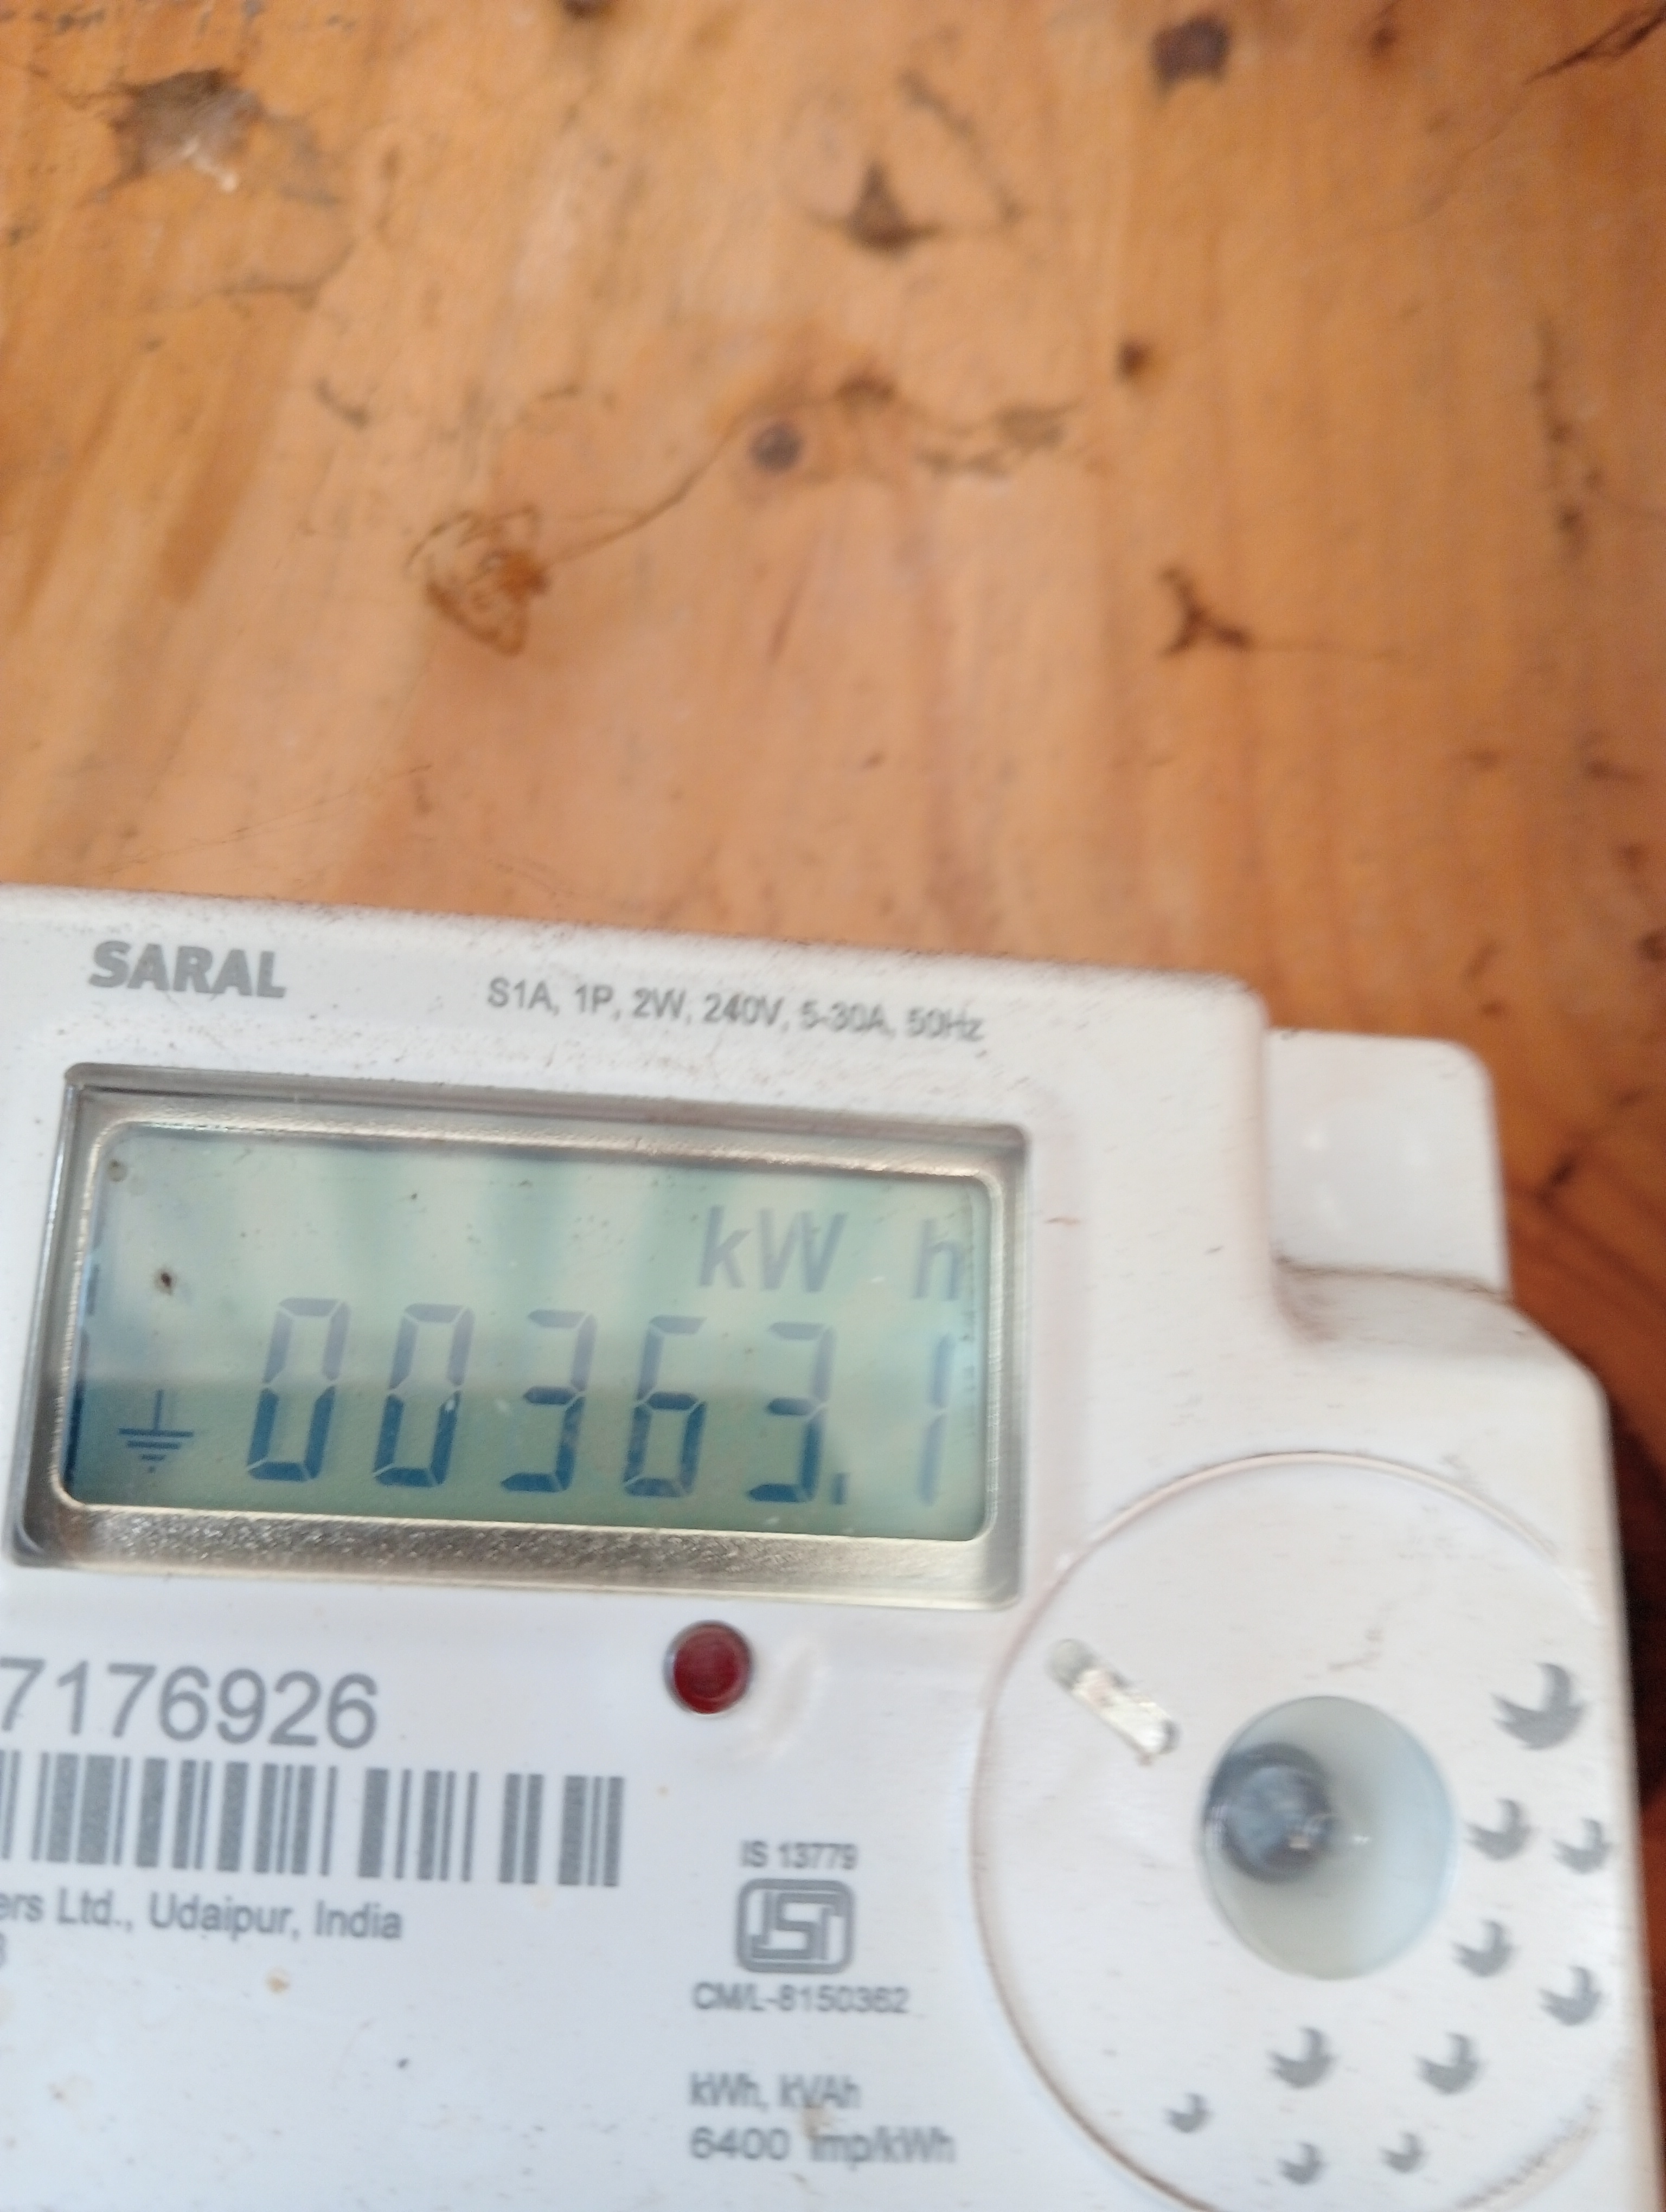 SARAL
S1A, 1P, 2W, 240V, 5-30A, 50Hz
kW h
00363.1
7176926
IS 13779
ers Ltd., Udaipur, India
CM/L-8150362
kWh, kVAh
6400 imp/kWh